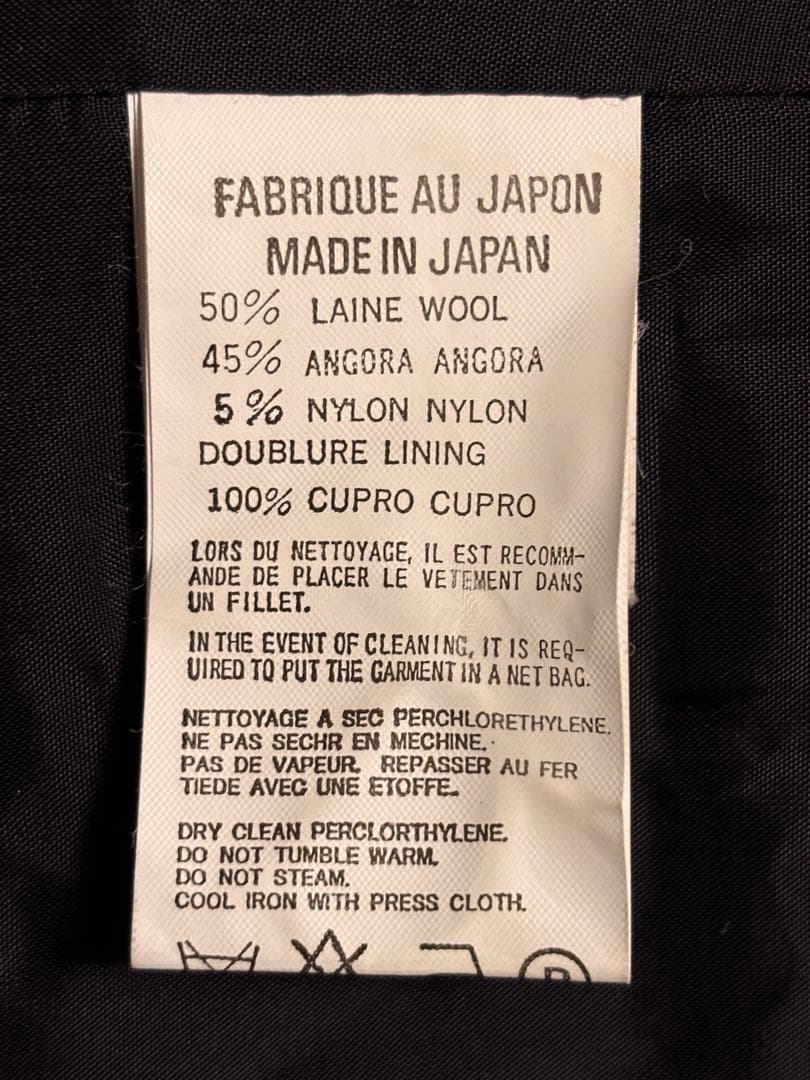 FABRIQUE AU JAPON
MADE IN JAPAN
50% LAINE WOOL
45% ANGORA ANGORA
5% NYLON NYLON
DOUBLURE LINING
100% CUPRO CUPRO
LORS DU NETTOYAGE, IL EST RECOMM-
ANDE DE PLACER LE VETEMENT DANS
UN FILLET.
IN THE EVENT OF CLEANING, IT IS REQ-
UIRED TO PUT THE GARMENT IN A NET BAG.
NETTOYAGE A SEC PERCHLORETHYLENE.
NE PAS SECHR EN MECHINE.
PAS DE VAPEUR. REPASSER AU FER
TIEDE AVEC UNE ETOFFE.
DRY CLEAN PERCLORTHYLENE.
DO NOT TUMBLE WARM.
DO NOT STEAM.
COOL IRON WITH PRESS CLOTH.
P